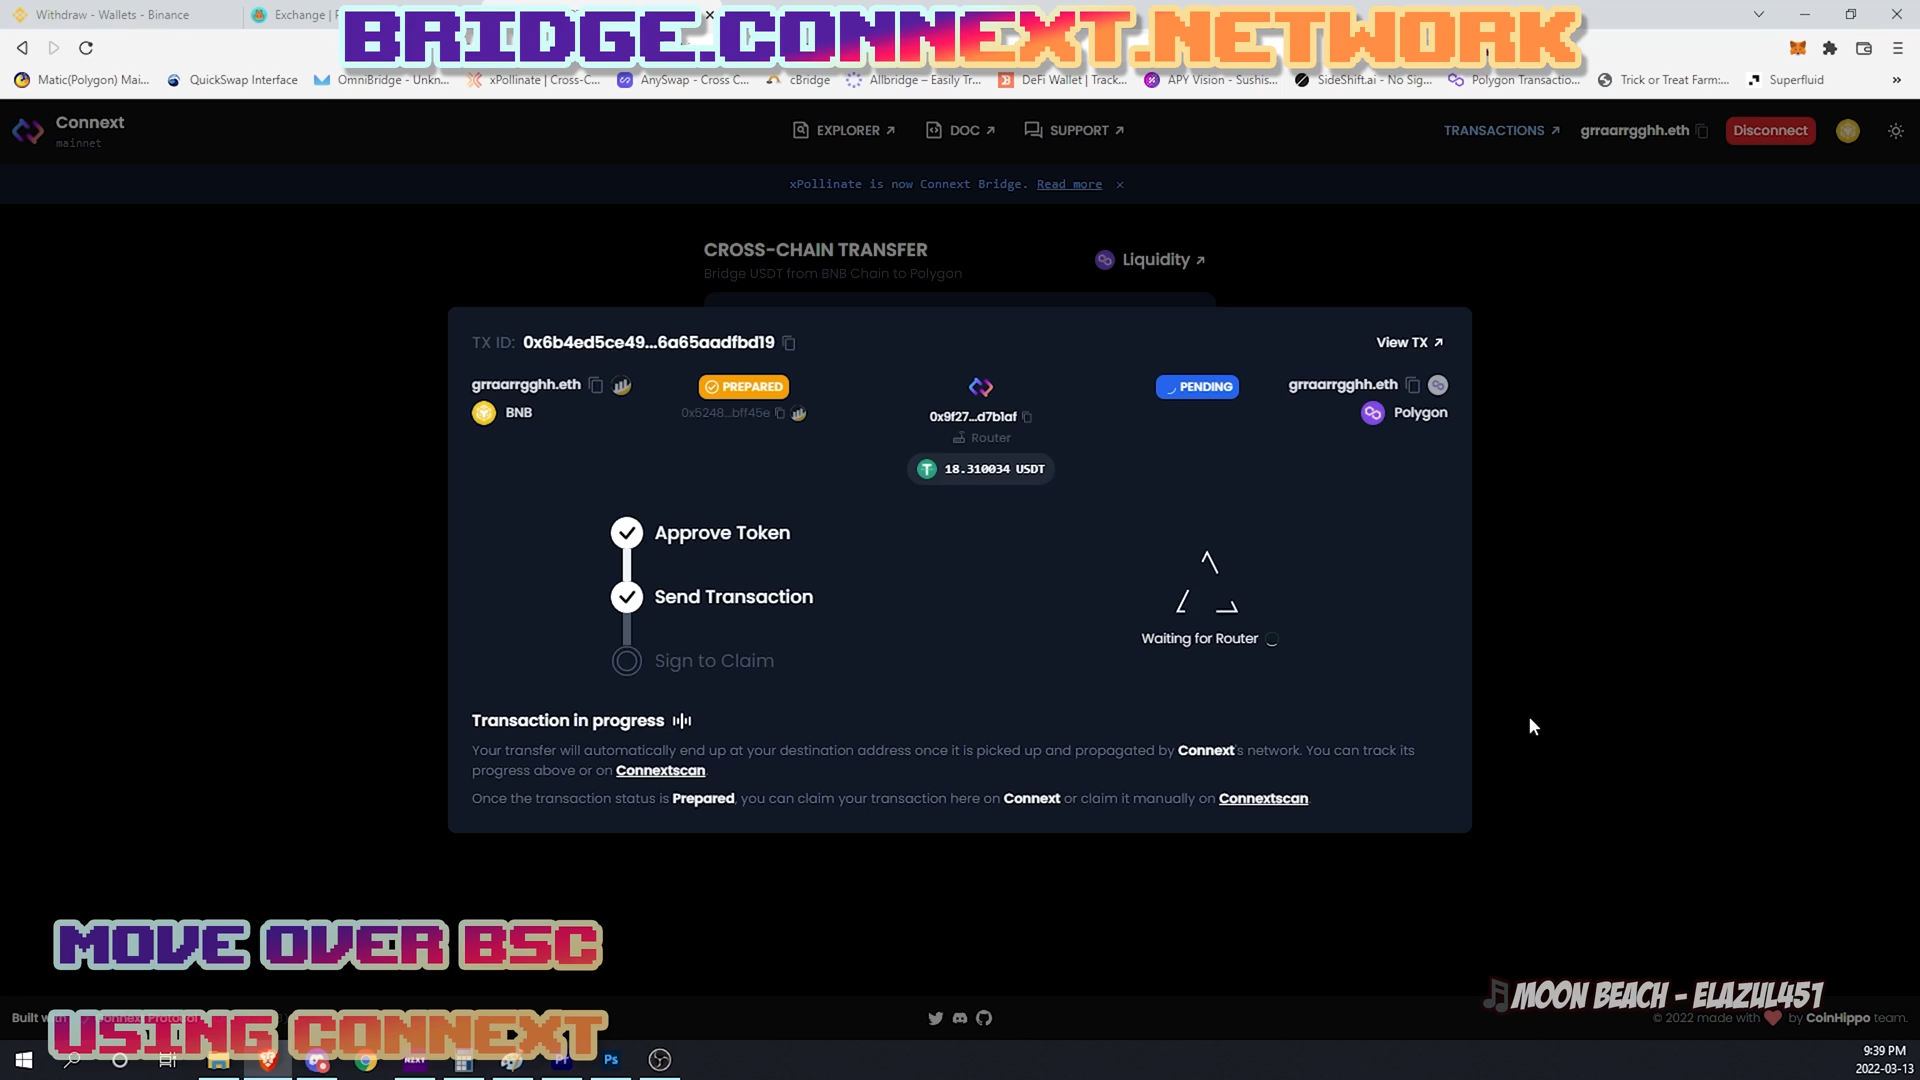 Withdraw - Wallets - Binance
Exchange |
BRIDGE.CONNEXT.NETWORK
Matic(Polygon) Mai...
QuickSwap Interface
OmniBridge - Unkn...
xPollinate | Cross-C...
AnySwap - Cross C...
cBridge
Allbridge – Easily Tr...
DeFi Wallet | Track...
APY Vision - Sushis...
SideShift.ai - No Sig...
Polygon Transactio...
Trick or Treat Farm:...
Superfluid
»
Connext
mainnet
EXPLORER ↗
DOC ↗
SUPPORT ↗
TRANSACTIONS ↗
grraarrgghh.eth
Disconnect
xPollinate is now Connext Bridge. Read more ×
CROSS-CHAIN TRANSFER
Bridge USDT from BNB Chain to Polygon
Liquidity ↗
TX ID: 0x6b4ed5ce49...6a65aadfbd19
View TX ↗
grraarrgghh.eth
PREPARED
PENDING
grraarrgghh.eth
BNB
0x5248...bff45e
0x9f27...d7b1af
Polygon
Router
18.310034 USDT
Approve Token
Send Transaction
Sign to Claim
Waiting for Router
Transaction in progress
Your transfer will automatically end up at your destination address once it is picked up and propagated by Connext's network. You can track its
progress above or on Connextscan.
Once the transaction status is Prepared, you can claim your transaction here on Connext or claim it manually on Connextscan.
MOVE OVER BSC
USING CONNEXT
MOON BEACH - ELAZUL451
Built with
© 2022 made with ❤ by CoinHippo team.
NEXT
Pr
Ps
9:39 PM
2022-03-13